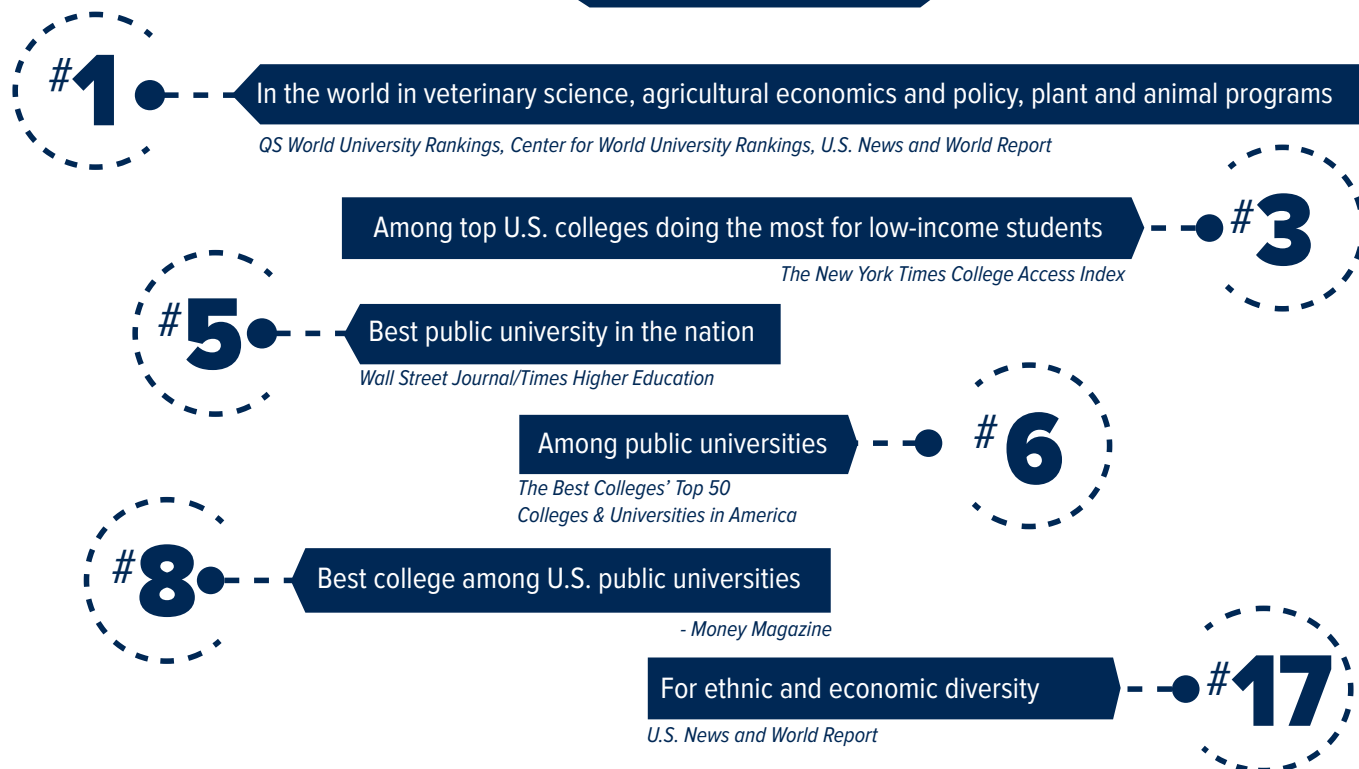 #1
In the world in veterinary science, agricultural economics and policy, plant and animal programs
QS World University Rankings, Center for World University Rankings, U.S. News and World Report
Among top U.S. colleges doing the most for low-income students
#3
The New York Times College Access Index
#5
Best public university in the nation
Wall Street Journal/Times Higher Education
Among public universities
#6
The Best Colleges’ Top 50
Colleges & Universities in America
#8
Best college among U.S. public universities
- Money Magazine
For ethnic and economic diversity
#17
U.S. News and World Report